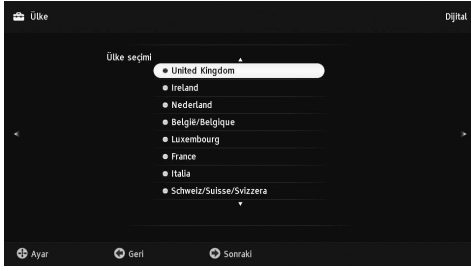 Ülke
Dijital
Ülke seçimi
United Kingdom
Ireland
Nederland
België/Belgique
Luxembourg
France
Italia
Schweiz/Suisse/Svizzera
Ayar
Geri
Sonraki